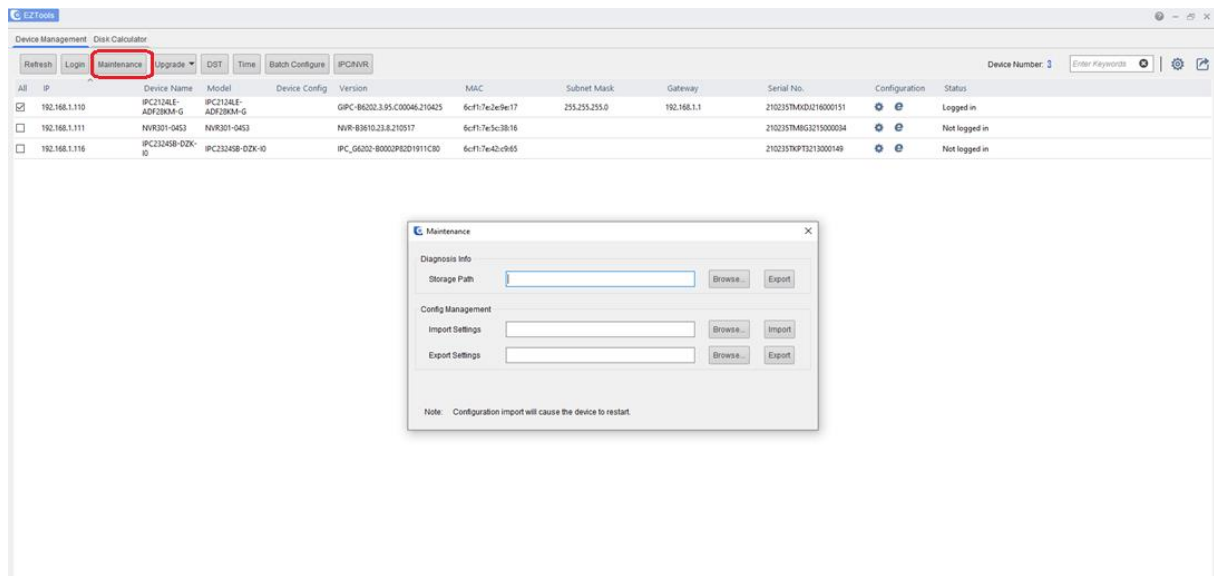 EZTools
Device Management Disk Calculator
Refresh Login Maintenance Upgrade DST Time Batch Configure IPC/NVR Device Number: 3 Enter Keywords
All IP Device Name Model Device Config Version MAC Subnet Mask Gateway Serial No. Configuration Status
192.168.1.110 IPC2124LE-ADF28KM-G IPC2124LE-ADF28KM-G GIPC-B6202.3.95.C00046.210425 6c:f1:7e:2e:9e:17 255.255.255.0 192.168.1.1 210235TMXDJ216000151 Logged in
192.168.1.111 NVR301-04S3 NVR301-04S3 NVR-B3610.23.8.210517 6c:f1:7e:5c:38:16 210235TM8G3215000034 Not logged in
192.168.1.116 IPC2324SB-DZK-I0 IPC2324SB-DZK-I0 IPC_G6202-B0002P82D1911C80 6c:f1:7e:42:c9:65 210235TKPT3213000149 Not logged in
Maintenance
Diagnosis Info
Storage Path Browse... Export
Config Management
Import Settings Browse... Import
Export Settings Browse... Export
Note: Configuration import will cause the device to restart.